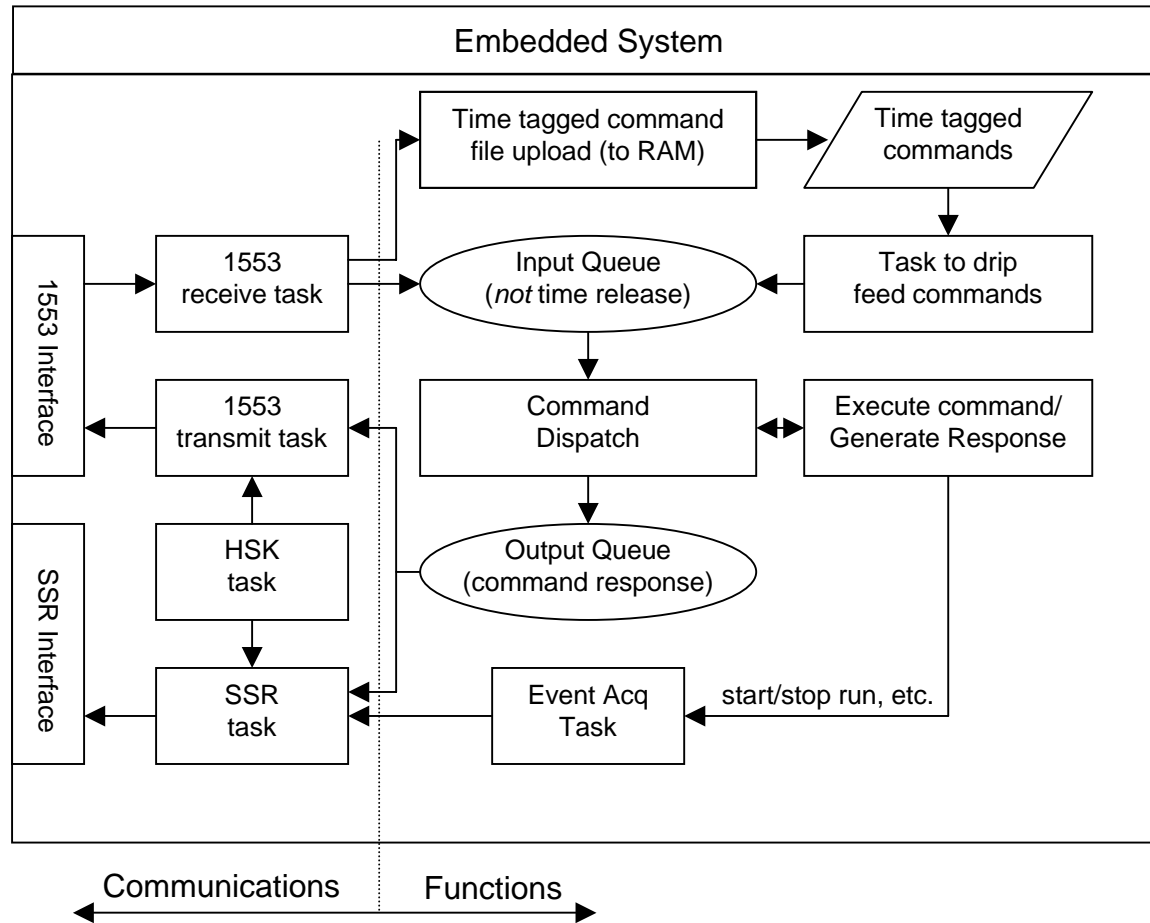 Embedded System
Time tagged command
file upload (to RAM)
Time tagged
commands
1553 Interface
1553
receive task
Input Queue
(not time release)
Task to drip
feed commands
1553
transmit task
Command
Dispatch
Execute command/
Generate Response
SSR Interface
HSK
task
Output Queue
(command response)
SSR
task
Event Acq
Task
start/stop run, etc.
Communications
Functions